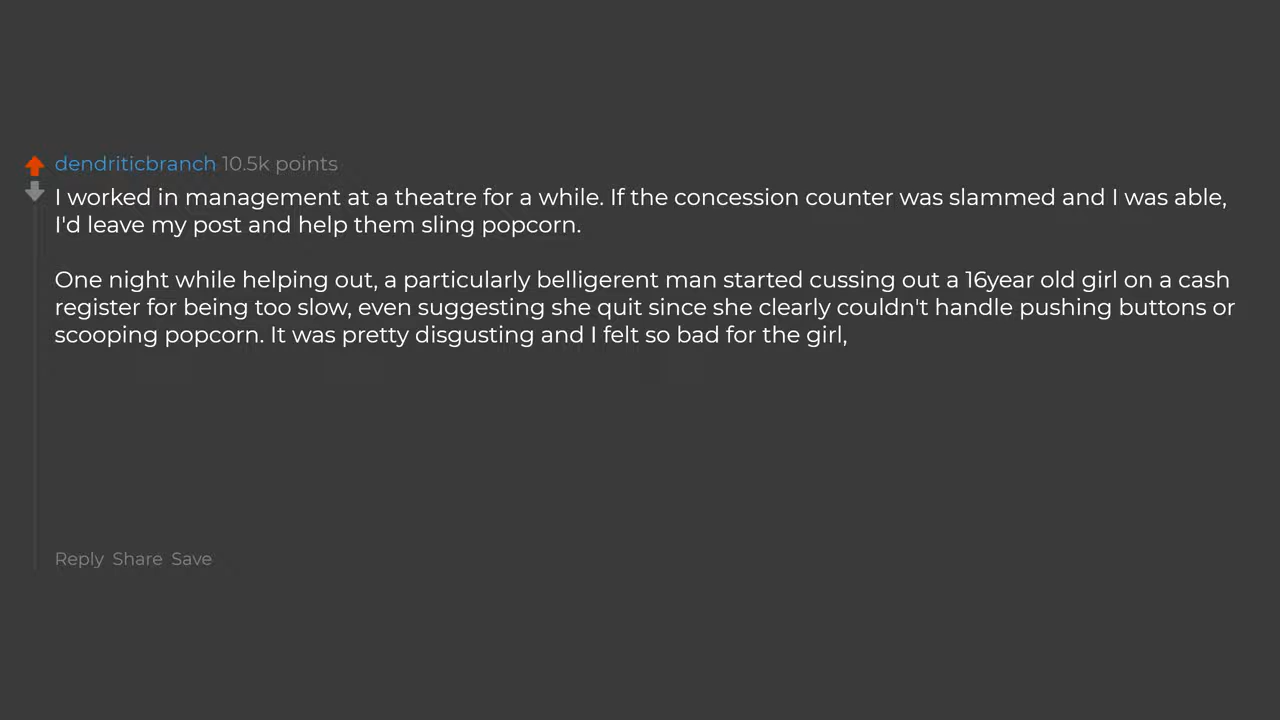 dendriticbranch 10.5k points
I worked in management at a theatre for a while. If the concession counter was slammed and I was able,
I'd leave my post and help them sling popcorn.
One night while helping out, a particularly belligerent man started cussing out a 16year old girl on a cash
register for being too slow, even suggesting she quit since she clearly couldn't handle pushing buttons or
scooping popcorn. It was pretty disgusting and I felt so bad for the girl,
Reply Share Save